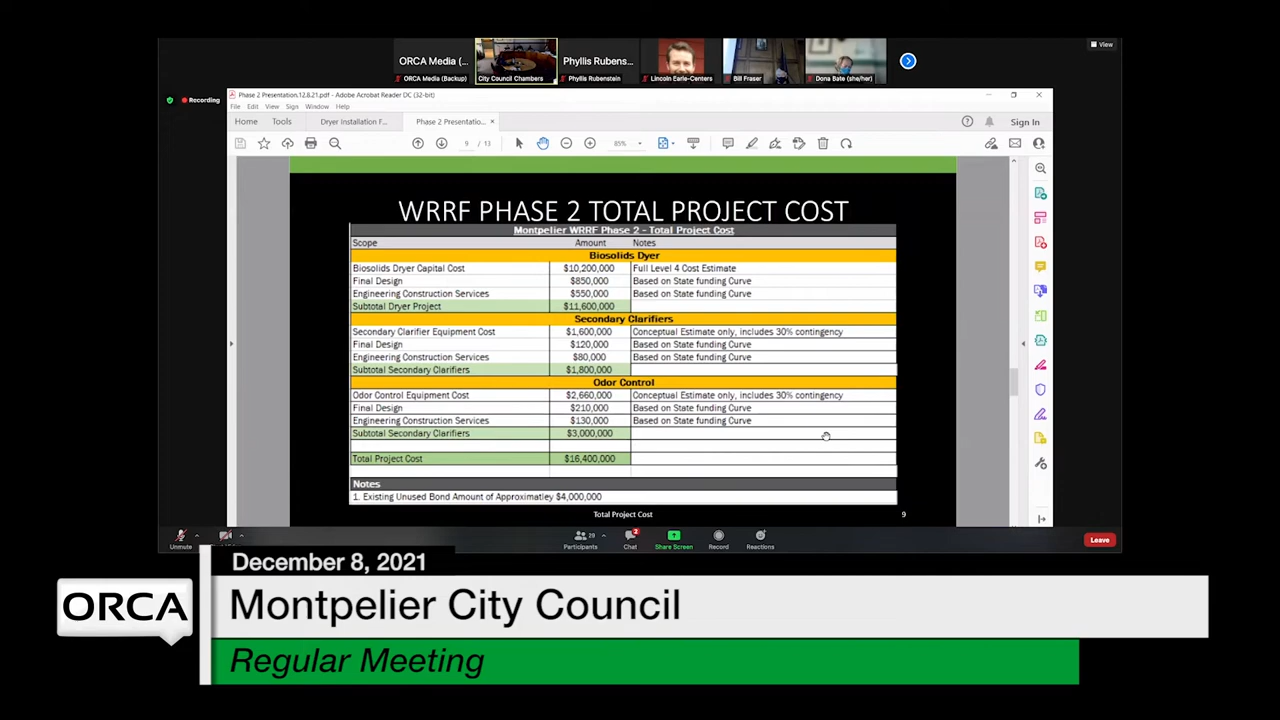 ORCA Media (...
Phyllis Rubens...
View
ORCA Media (Backup)
City Council Chambers
Phyllis Rubenstein
Lincoln Earle-Centers
Bill Fraser
Dona Bate (she/her)
Recording
Phase 2 Presentation.12.8.21.pdf - Adobe Acrobat Reader DC (32-bit)
File Edit View Sign Window Help
Home Tools Dryer Installation F... Phase 2 Presentatio... × Sign In
9 / 13 85%
WRRF PHASE 2 TOTAL PROJECT COST
Montpelier WRRF Phase 2 - Total Project Cost
Scope Amount Notes
Biosolids Dyer
Biosolids Dryer Capital Cost $10,200,000 Full Level 4 Cost Estimate
Final Design $850,000 Based on State funding Curve
Engineering Construction Services $550,000 Based on State funding Curve
Subtotal Dryer Project $11,600,000
Secondary Clarifiers
Secondary Clarifier Equipment Cost $1,600,000 Conceptual Estimate only, includes 30% contingency
Final Design $120,000 Based on State funding Curve
Engineering Construction Services $80,000 Based on State funding Curve
Subtotal Secondary Clarifiers $1,800,000
Odor Control
Odor Control Equipment Cost $2,660,000 Conceptual Estimate only, includes 30% contingency
Final Design $210,000 Based on State funding Curve
Engineering Construction Services $130,000 Based on State funding Curve
Subtotal Secondary Clarifiers $3,000,000
Total Project Cost $16,400,000
Notes
1. Existing Unused Bond Amount of Approximatley $4,000,000
Total Project Cost 9
Unmute
Participants 29
Chat 2
Share Screen
Record
Reactions
Leave
December 8, 2021
ORCA
Montpelier City Council
Regular Meeting